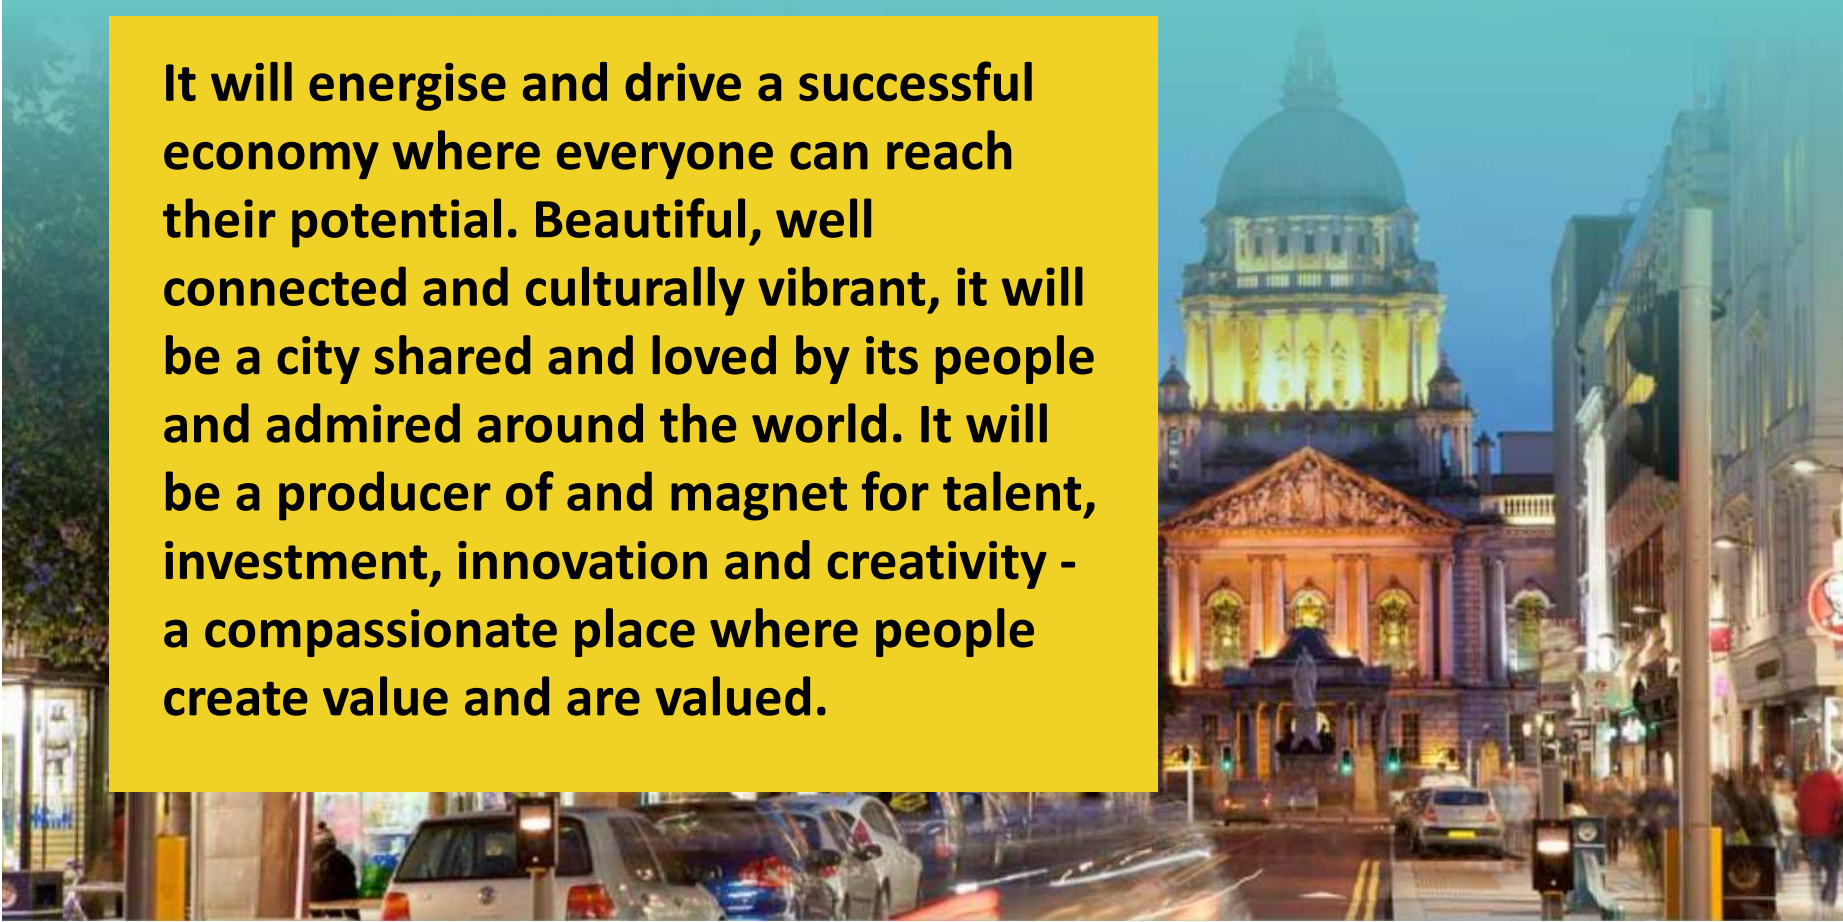 It will energise and drive a successful
economy where everyone can reach
their potential. Beautiful, well
connected and culturally vibrant, it will
be a city shared and loved by its people
and admired around the world. It will
be a producer of and magnet for talent,
investment, innovation and creativity -
a compassionate place where people
create value and are valued.